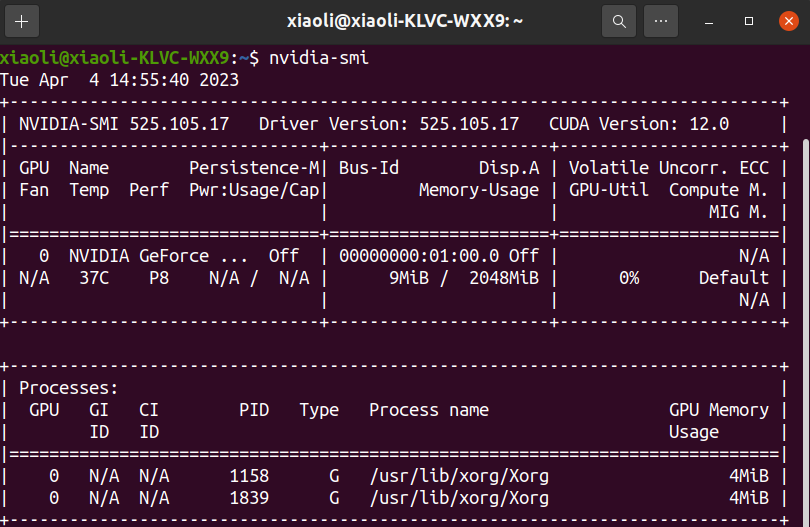 xiaoli@xiaoli-KLVC-WXX9: ~
xiaoli@xiaoli-KLVC-WXX9:~$ nvidia-smi
Tue Apr  4 14:55:40 2023
+-----------------------------------------------------------------------------+
| NVIDIA-SMI 525.105.17   Driver Version: 525.105.17   CUDA Version: 12.0     |
|-------------------------------+----------------------+----------------------+
| GPU  Name        Persistence-M| Bus-Id        Disp.A | Volatile Uncorr. ECC |
| Fan  Temp  Perf  Pwr:Usage/Cap|         Memory-Usage | GPU-Util  Compute M. |
|                               |                      |               MIG M. |
|===============================+======================+======================|
|   0  NVIDIA GeForce ...  Off  | 00000000:01:00.0 Off |                  N/A |
| N/A   37C    P8    N/A /  N/A |      9MiB /  2048MiB |      0%      Default |
|                               |                      |                  N/A |
+-------------------------------+----------------------+----------------------+
+-----------------------------------------------------------------------------+
| Processes:                                                                  |
|  GPU   GI   CI        PID   Type   Process name                  GPU Memory |
|        ID   ID                                                   Usage      |
|=============================================================================|
|    0   N/A  N/A      1158      G   /usr/lib/xorg/Xorg                  4MiB |
|    0   N/A  N/A      1839      G   /usr/lib/xorg/Xorg                  4MiB |
+-----------------------------------------------------------------------------+